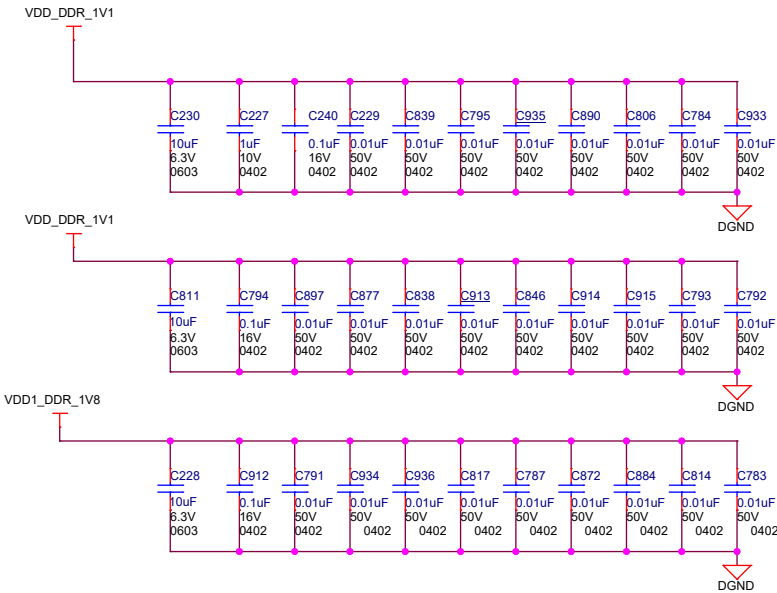 VDD_DDR_1V1
C230 C227 C240 C229 C839 C795 C935 C890 C806 C784 C933
10uF 1uF 0.1uF 0.01uF 0.01uF 0.01uF 0.01uF 0.01uF 0.01uF 0.01uF 0.01uF
6.3V 10V 16V 50V 50V 50V 50V 50V 50V 50V 50V
0603 0402 0402 0402 0402 0402 0402 0402 0402 0402 0402
DGND
VDD_DDR_1V1
C811 C794 C897 C877 C838 C913 C846 C914 C915 C793 C792
10uF 0.1uF 0.01uF 0.01uF 0.01uF 0.01uF 0.01uF 0.01uF 0.01uF 0.01uF 0.01uF
6.3V 16V 50V 50V 50V 50V 50V 50V 50V 50V 50V
0603 0402 0402 0402 0402 0402 0402 0402 0402 0402 0402
DGND
VDD1_DDR_1V8
C228 C912 C791 C934 C936 C817 C787 C872 C884 C814 C783
10uF 0.1uF 0.01uF 0.01uF 0.01uF 0.01uF 0.01uF 0.01uF 0.01uF 0.01uF 0.01uF
6.3V 16V 50V 50V 50V 50V 50V 50V 50V 50V 50V
0603 0402 0402 0402 0402 0402 0402 0402 0402 0402 0402
DGND